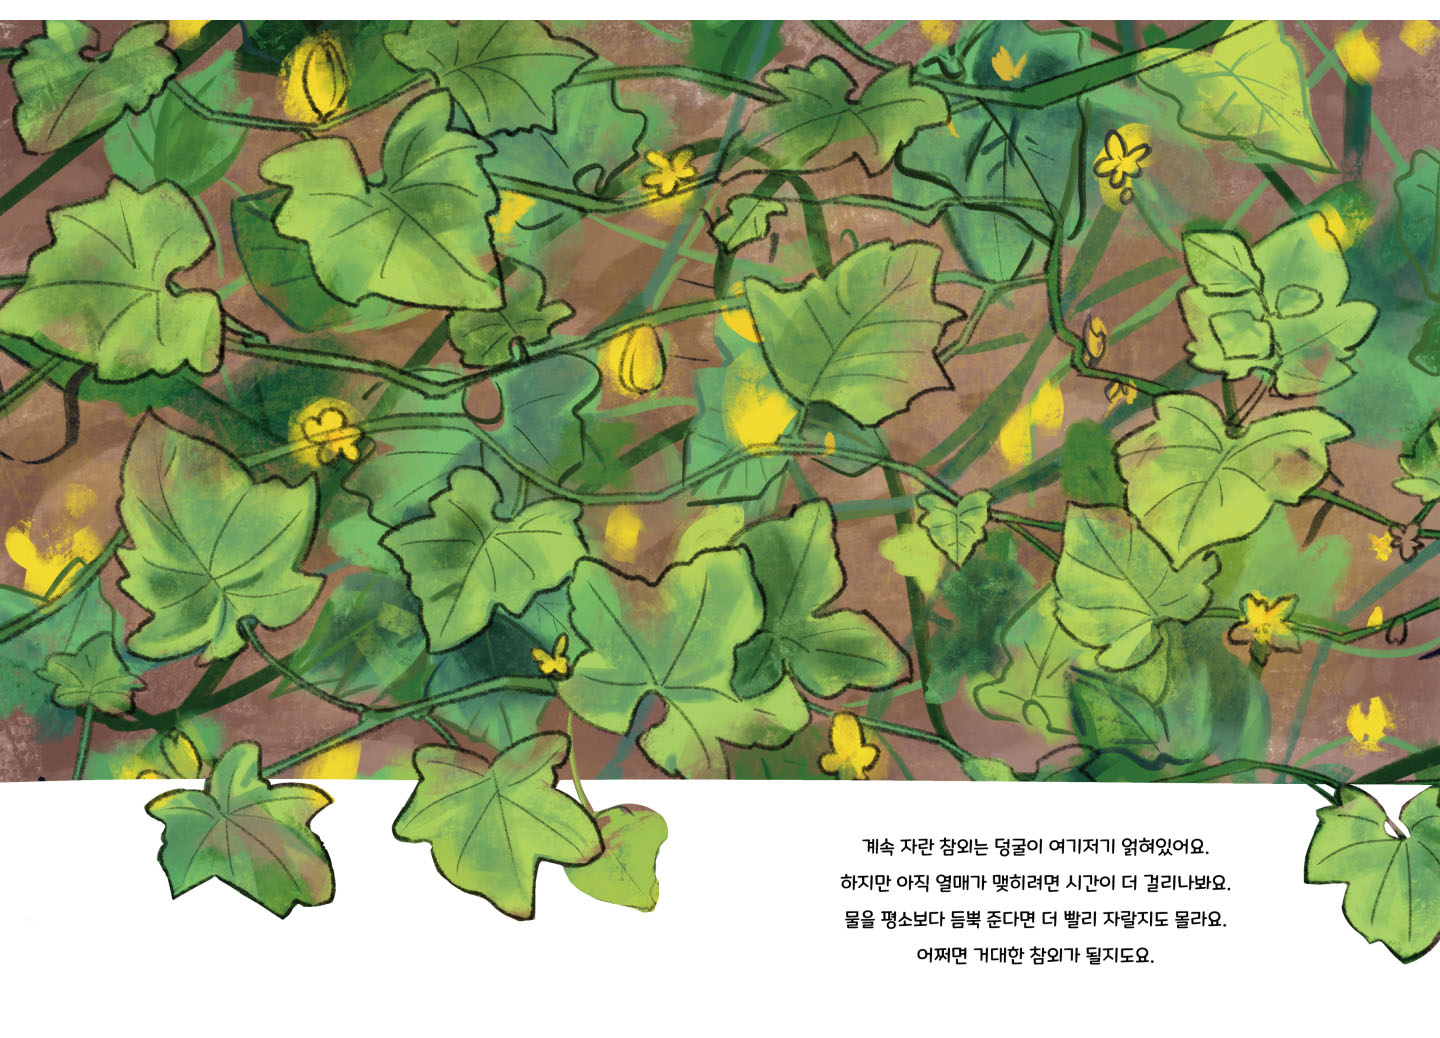 계속 자란 참외는 덩굴이 여기저기 얽혀있어요.
하지만 아직 열매가 맺히려면 시간이 더 걸리나봐요.
물을 평소보다 듬뿍 준다면 더 빨리 자랄지도 몰라요.
어쩌면 거대한 참외가 될지도요.